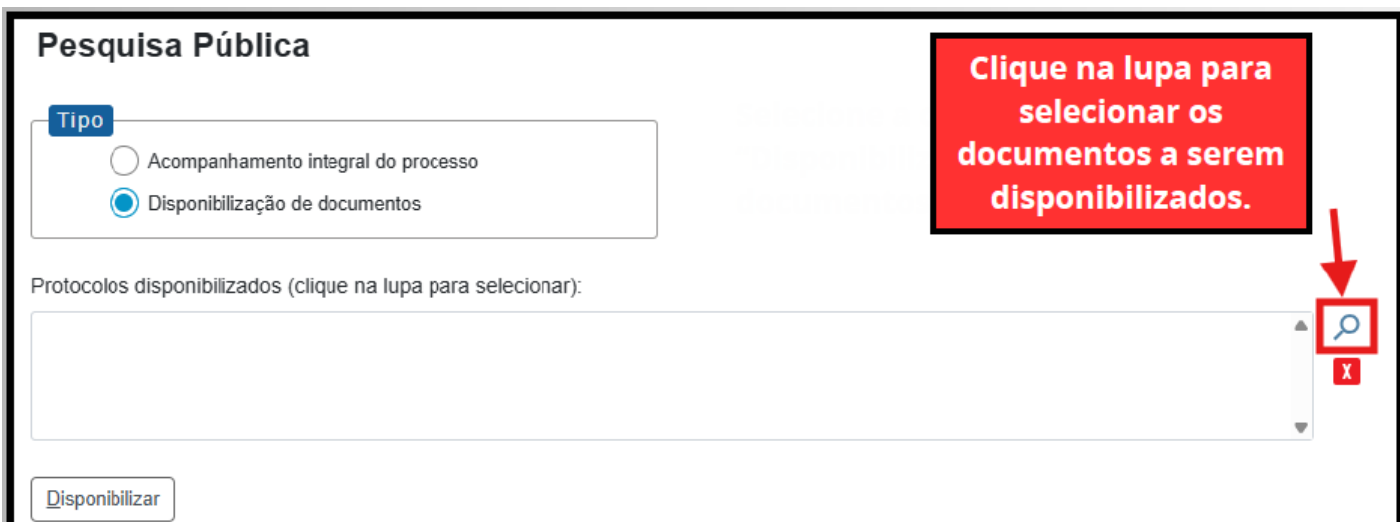 Pesquisa Pública
Clique na lupa para
selecionar os
documentos a serem
disponibilizados.
Tipo
Acompanhamento integral do processo
Disponibilização de documentos
Protocolos disponibilizados (clique na lupa para selecionar):
X
Disponibilizar